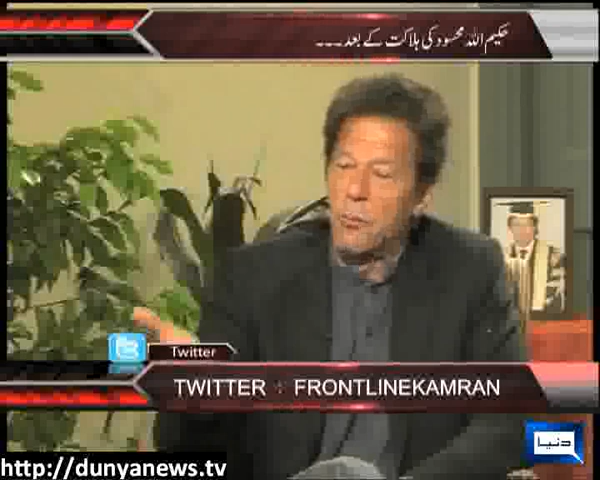 حکیم اللہ محسود کی ہلاکت کے بعد ۔۔۔
Twitter
TWITTER : FRONTLINEKAMRAN
دنیا
http://dunyanews.tv